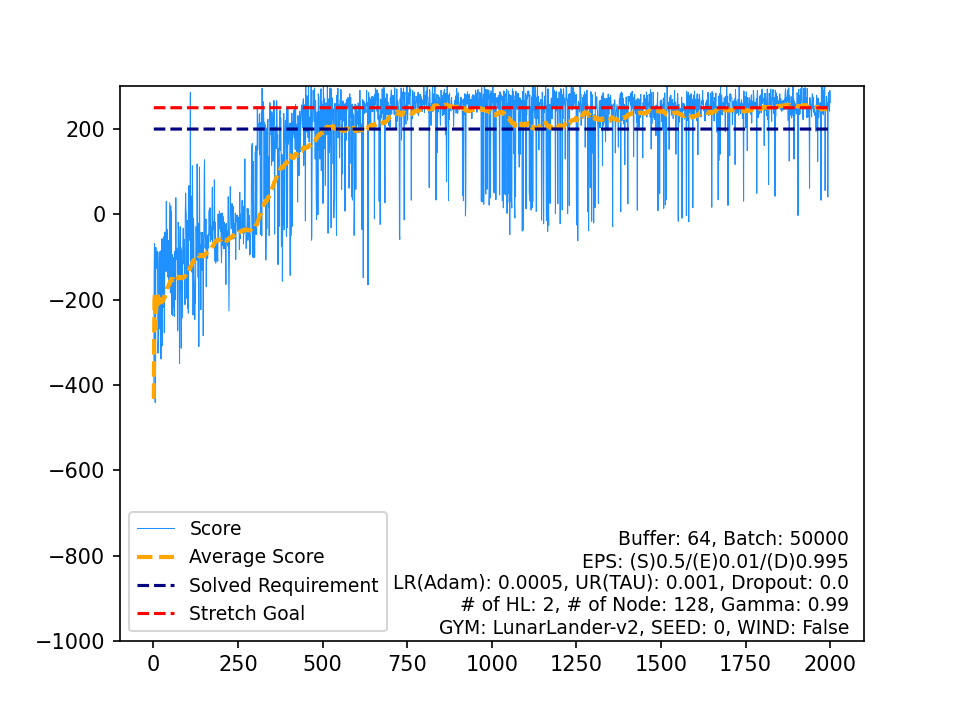 200
0
−200
−400
−600
−800
−1000
Score
Average Score
Solved Requirement
Stretch Goal
Buffer: 64, Batch: 50000
EPS: (S)0.5/(E)0.01/(D)0.995
LR(Adam): 0.0005, UR(TAU): 0.001, Dropout: 0.0
# of HL: 2, # of Node: 128, Gamma: 0.99
GYM: LunarLander-v2, SEED: 0, WIND: False
0 250 500 750 1000 1250 1500 1750 2000